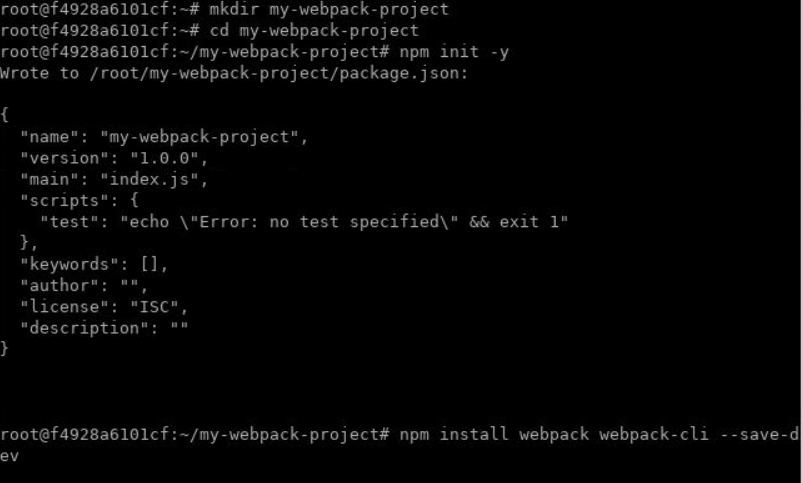 root@f4928a6101cf:~# mkdir my-webpack-project
root@f4928a6101cf:~# cd my-webpack-project
root@f4928a6101cf:~/my-webpack-project# npm init -y
Wrote to /root/my-webpack-project/package.json:
{
  "name": "my-webpack-project",
  "version": "1.0.0",
  "main": "index.js",
  "scripts": {
    "test": "echo \"Error: no test specified\" && exit 1"
  },
  "keywords": [],
  "author": "",
  "license": "ISC",
  "description": ""
}
root@f4928a6101cf:~/my-webpack-project# npm install webpack webpack-cli --save-d
ev